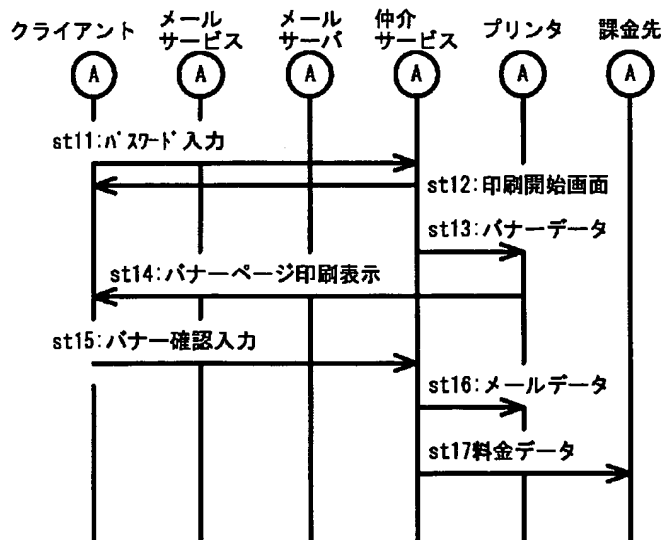 クライアント
メール
サービス
メール
サーバ
仲介
サービス
プリンタ
課金先
A
A
A
A
A
A
st11:パスワード入力
st12:印刷開始画面
st13:バナーデータ
st14:バナーページ印刷表示
st15:バナー確認入力
st16:メールデータ
st17料金データ